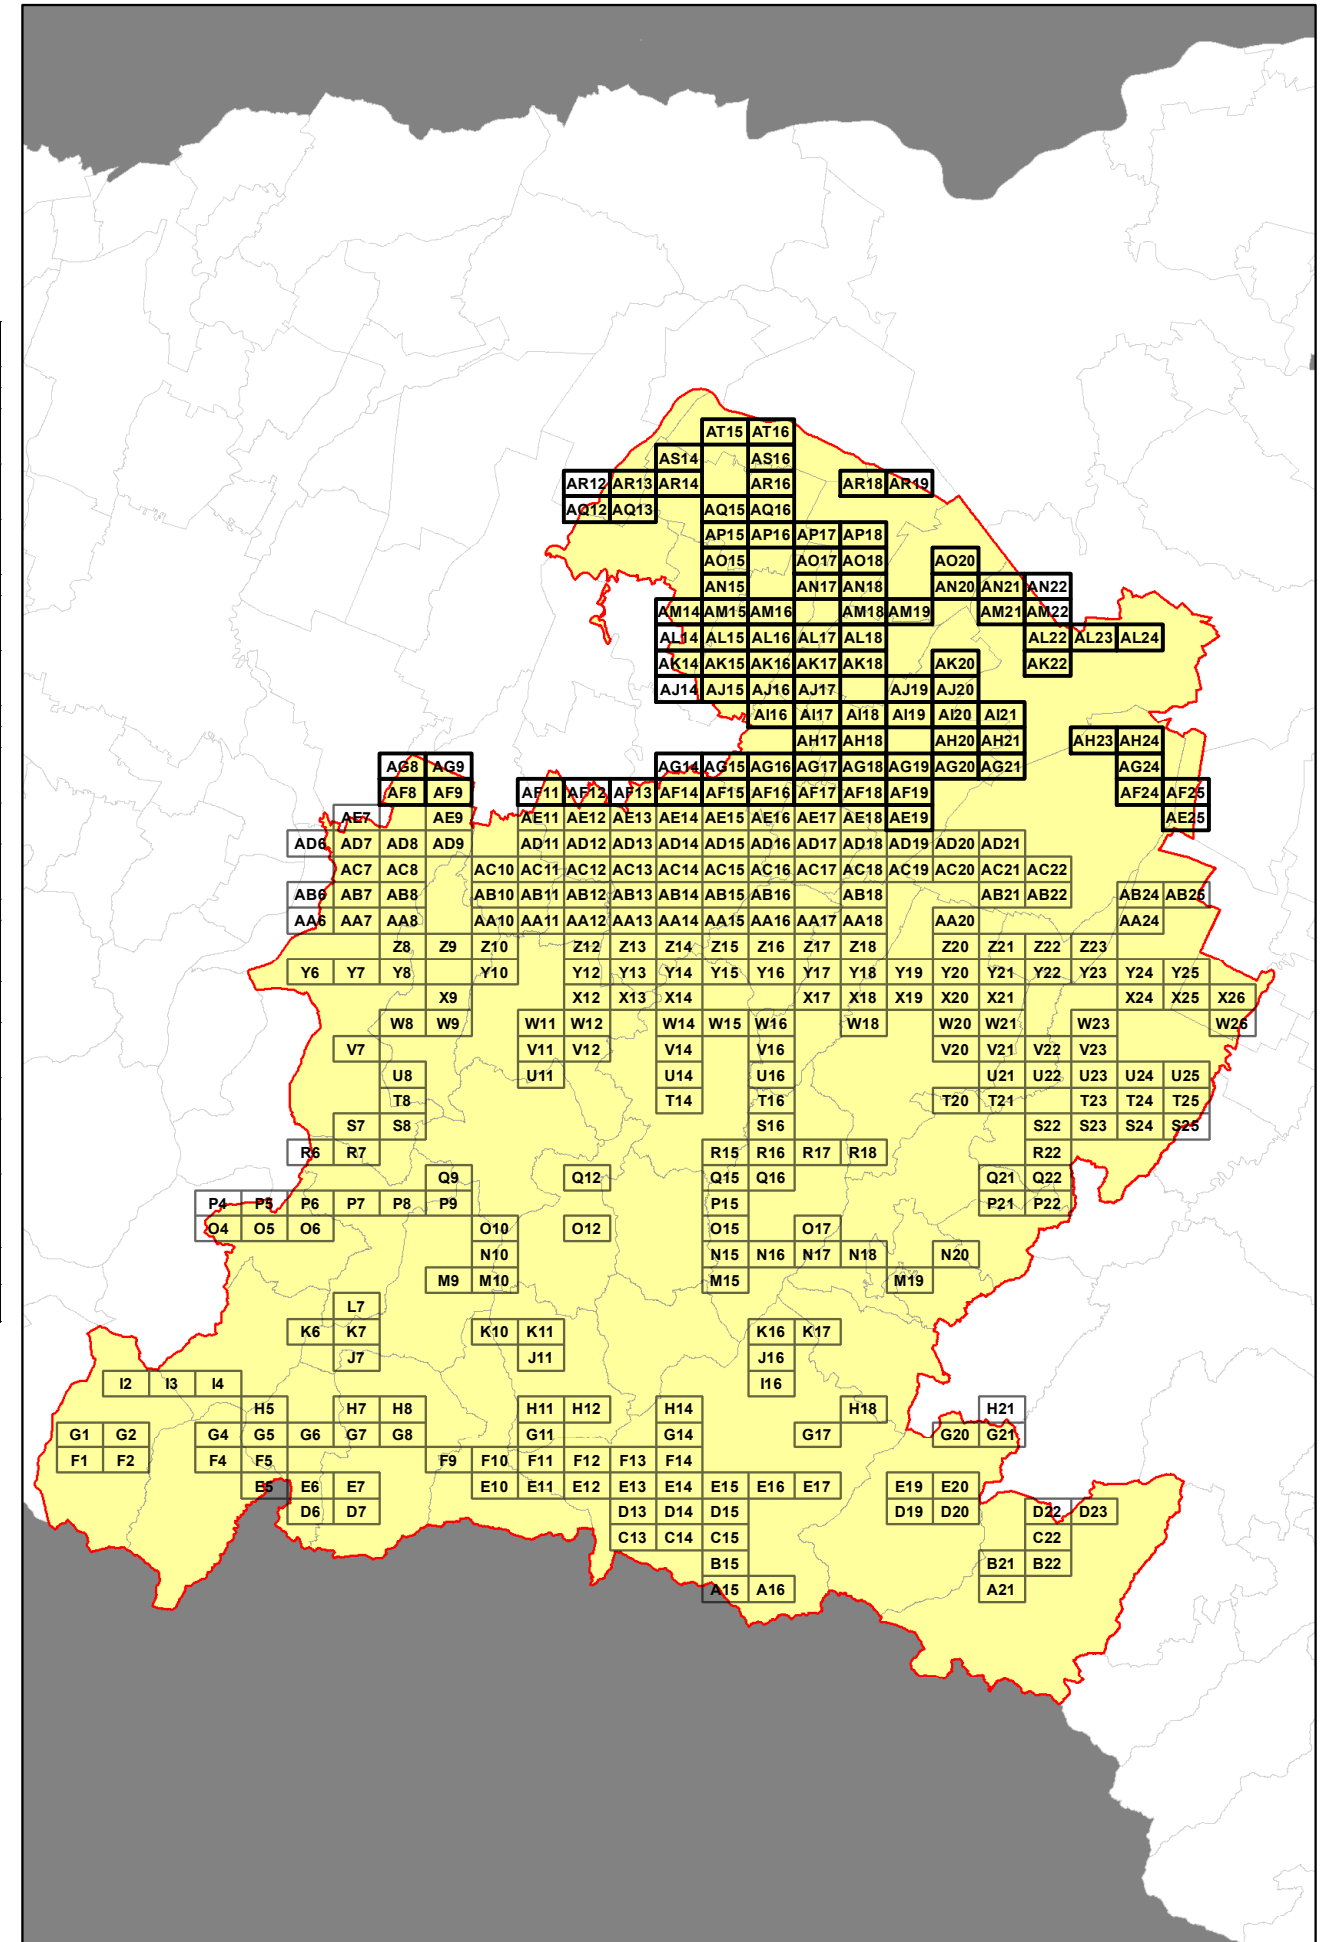 AT15 AT16
AS14 AS16
AR12 AR13 AR14 AR16 AR18 AR19
AQ12 AQ13 AQ15 AQ16
AP15 AP16 AP17 AP18
AO15 AO17 AO18 AO20
AN15 AN17 AN18 AN20 AN21 AN22
AM14 AM15 AM16 AM18 AM19 AM21 AM22
AL14 AL15 AL16 AL17 AL18 AL22 AL23 AL24
AK14 AK15 AK16 AK17 AK18 AK20 AK22
AJ14 AJ15 AJ16 AJ17 AJ19 AJ20
AI16 AI17 AI18 AI19 AI20 AI21
AH17 AH18 AH20 AH21 AH23 AH24
AG8 AG9 AG14 AG15 AG16 AG17 AG18 AG19 AG20 AG21 AG24
AF8 AF9 AF11 AF12 AF13 AF14 AF15 AF16 AF17 AF18 AF19 AF24 AF25
AE7 AE9 AE11 AE12 AE13 AE14 AE15 AE16 AE17 AE18 AE19 AE25
AD6 AD7 AD8 AD9 AD11 AD12 AD13 AD14 AD15 AD16 AD17 AD18 AD19 AD20 AD21
AC7 AC8 AC10 AC11 AC12 AC13 AC14 AC15 AC16 AC17 AC18 AC19 AC20 AC21 AC22
AB6 AB7 AB8 AB10 AB11 AB12 AB13 AB14 AB15 AB16 AB18 AB21 AB22 AB24 AB25
AA6 AA7 AA8 AA10 AA11 AA12 AA13 AA14 AA15 AA16 AA17 AA18 AA20 AA24
Z8 Z9 Z10 Z12 Z13 Z14 Z15 Z16 Z17 Z18 Z20 Z21 Z22 Z23
Y6 Y7 Y8 Y10 Y12 Y13 Y14 Y15 Y16 Y17 Y18 Y19 Y20 Y21 Y22 Y23 Y24 Y25
X9 X12 X13 X14 X17 X18 X19 X20 X21 X24 X25 X26
W8 W9 W11 W12 W14 W15 W16 W18 W20 W21 W23 W26
V7 V11 V12 V14 V16 V20 V21 V22 V23
U8 U11 U14 U16 U21 U22 U23 U24 U25
T8 T14 T16 T20 T21 T23 T24 T25
S7 S8 S16 S22 S23 S24 S25
R6 R7 R15 R16 R17 R18 R22
Q9 Q12 Q15 Q16 Q21 Q22
P4 P5 P6 P7 P8 P9 P15 P21 P22
O4 O5 O6 O10 O12 O15 O17
N10 N15 N16 N17 N18 N20
M9 M10 M15 M19
L7
K6 K7 K10 K11 K16 K17
J7 J11 J16
I2 I3 I4 I16
H5 H7 H8 H11 H12 H14 H18 H21
G1 G2 G4 G5 G6 G7 G8 G11 G14 G17 G20 G21
F1 F2 F4 F5 F9 F10 F11 F12 F13 F14
E5 E6 E7 E10 E11 E12 E13 E14 E15 E16 E17 E19 E20
D6 D7 D13 D14 D15 D19 D20 D22 D23
C13 C14 C15 C22
B15 B21 B22
A15 A16 A21